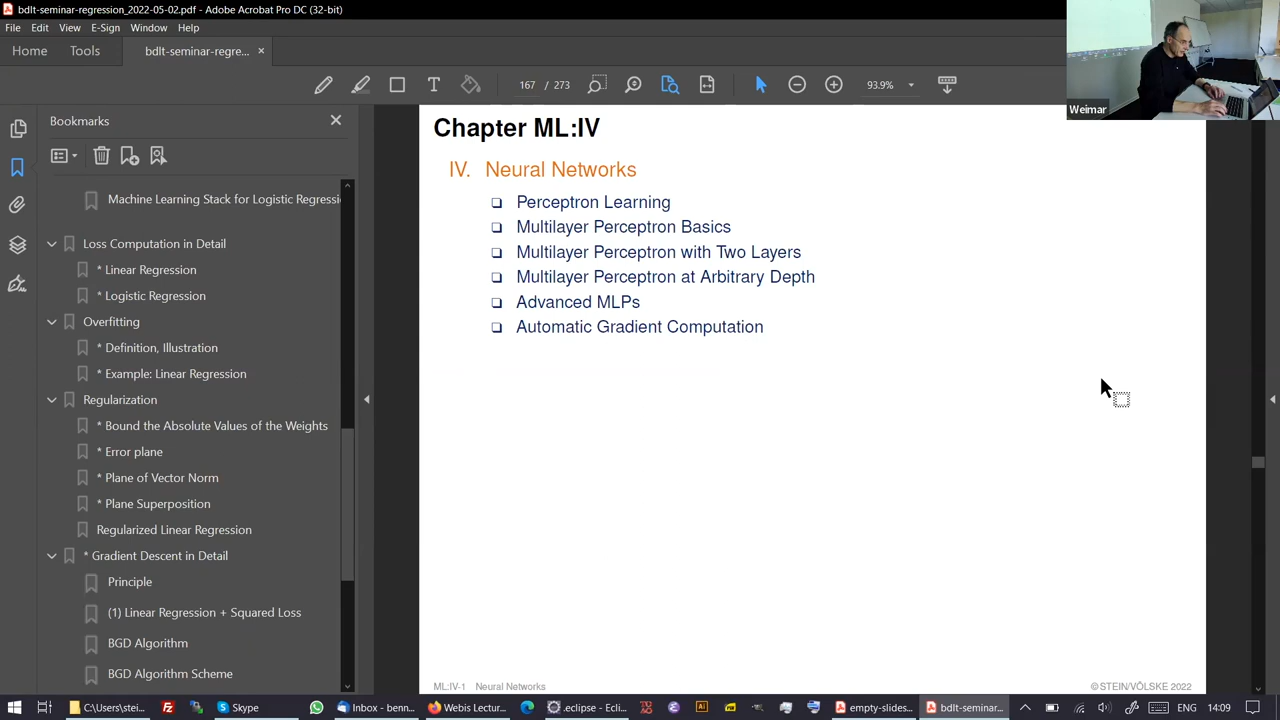 bdlt-seminar-regression_2022-05-02.pdf - Adobe Acrobat Pro DC (32-bit)
File Edit View E-Sign Window Help
Home Tools bdlt-seminar-regre... ×
167 / 273 93.9%
Weimar
Bookmarks
Machine Learning Stack for Logistic Regressi
Loss Computation in Detail
* Linear Regression
* Logistic Regression
Overfitting
* Definition, Illustration
* Example: Linear Regression
Regularization
* Bound the Absolute Values of the Weights
* Error plane
* Plane of Vector Norm
* Plane Superposition
Regularized Linear Regression
* Gradient Descent in Detail
Principle
(1) Linear Regression + Squared Loss
BGD Algorithm
BGD Algorithm Scheme
Chapter ML:IV
IV. Neural Networks
❑ Perceptron Learning
❑ Multilayer Perceptron Basics
❑ Multilayer Perceptron with Two Layers
❑ Multilayer Perceptron at Arbitrary Depth
❑ Advanced MLPs
❑ Automatic Gradient Computation
ML:IV-1 Neural Networks ©STEIN/VÖLSKE 2022
C:\Users\stei... Skype Inbox - benn... Webis Lectur... .eclipse - Ecli... empty-slides... bdlt-seminar... ENG 14:09